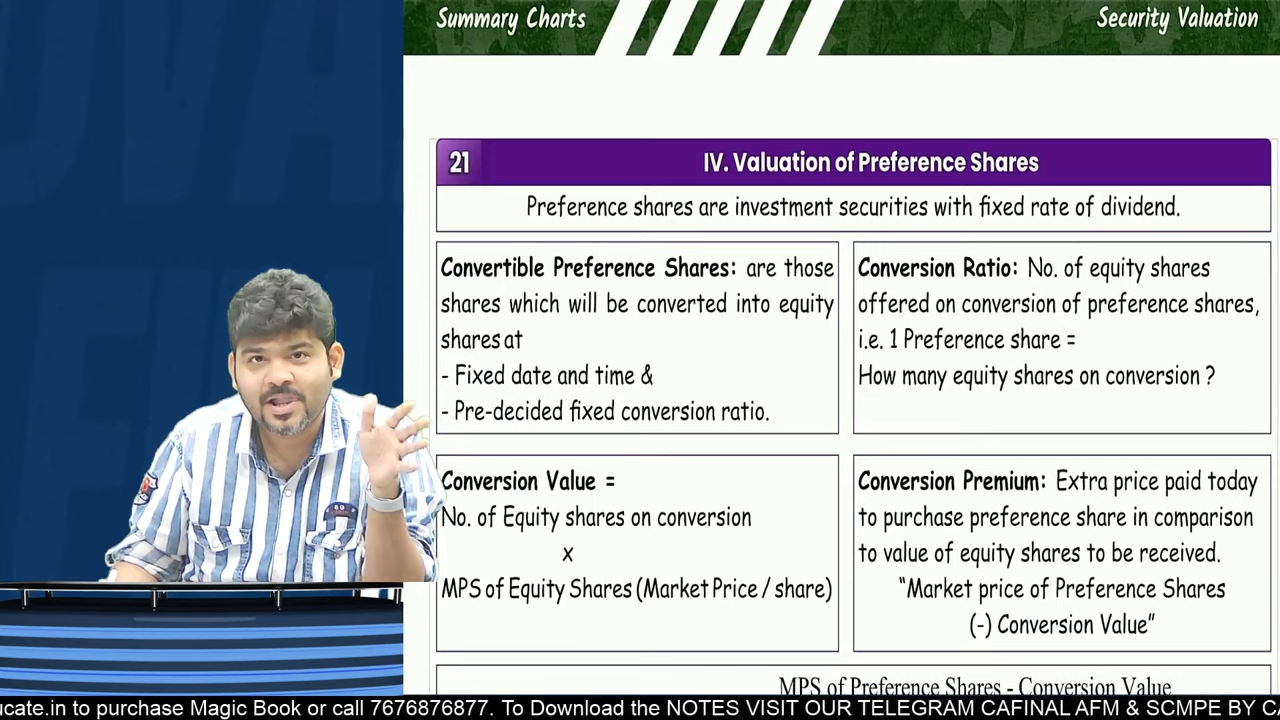 Summary Charts
Security Valuation
21
IV. Valuation of Preference Shares
Preference shares are investment securities with fixed rate of dividend.
Convertible Preference Shares: are those
shares which will be converted into equity
shares at
- Fixed date and time &
- Pre-decided fixed conversion ratio.
Conversion Ratio: No. of equity shares
offered on conversion of preference shares,
i.e. 1 Preference share =
How many equity shares on conversion ?
Conversion Value =
No. of Equity shares on conversion
x
MPS of Equity Shares (Market Price / share)
Conversion Premium: Extra price paid today
to purchase preference share in comparison
to value of equity shares to be received.
“Market price of Preference Shares
(-) Conversion Value”
MPS of Preference Shares - Conversion Value
ucate.in to purchase Magic Book or call 7676876877. To Download the NOTES VISIT OUR TELEGRAM CAFINAL AFM & SCMPE BY CA